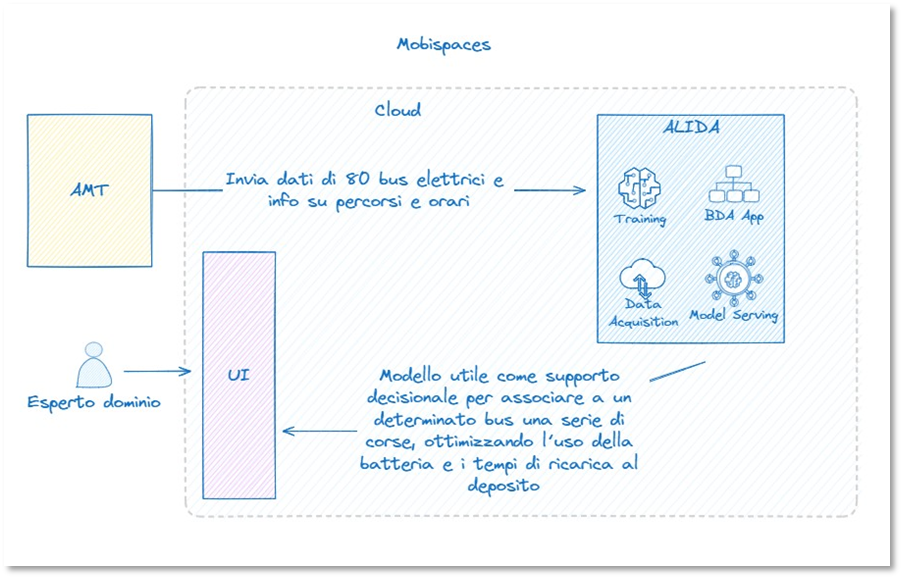 Mobispaces
Cloud
ALIDA
AMT
Invia dati di 80 bus elettrici e
info su percorsi e orari
Training
BDA App
Data
Acquisition
Model Serving
UI
Esperto dominio
Modello utile come supporto
decisionale per associare a un
determinato bus una serie di
corse, ottimizzando l'uso della
batteria e i tempi di ricarica al
deposito